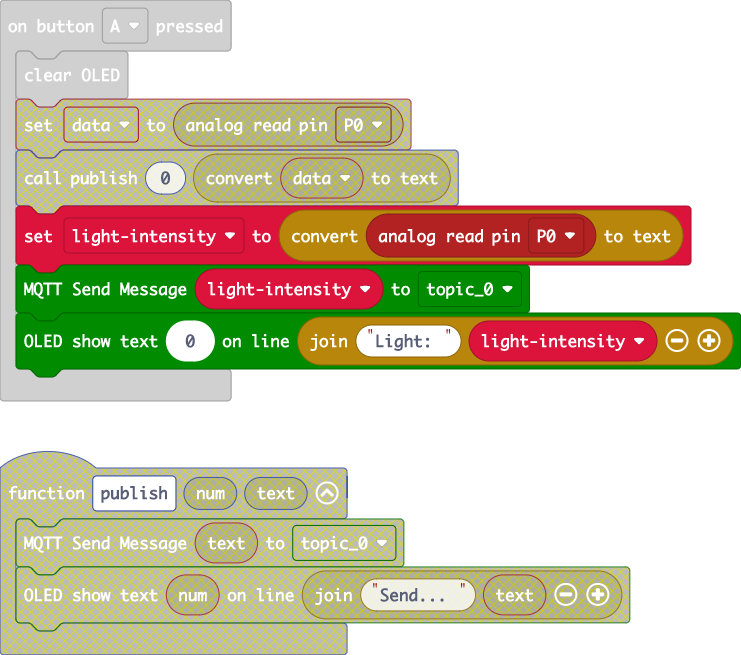 on button A pressed
clear OLED
set data to analog read pin P0
call publish 0 convert data to text
set light-intensity to convert analog read pin P0 to text
MQTT Send Message light-intensity to topic_0
OLED show text 0 on line join "Light: " light-intensity
function publish num text
MQTT Send Message text to topic_0
OLED show text num on line join "Send... " text